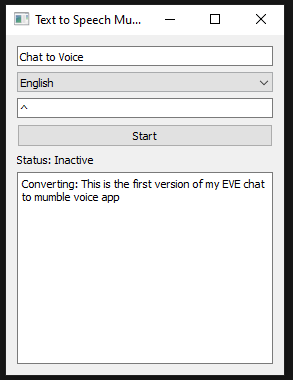 Text to Speech Mu...
Chat to Voice
English
^
Start
Status: Inactive
Converting: This is the first version of my EVE chat
to mumble voice app